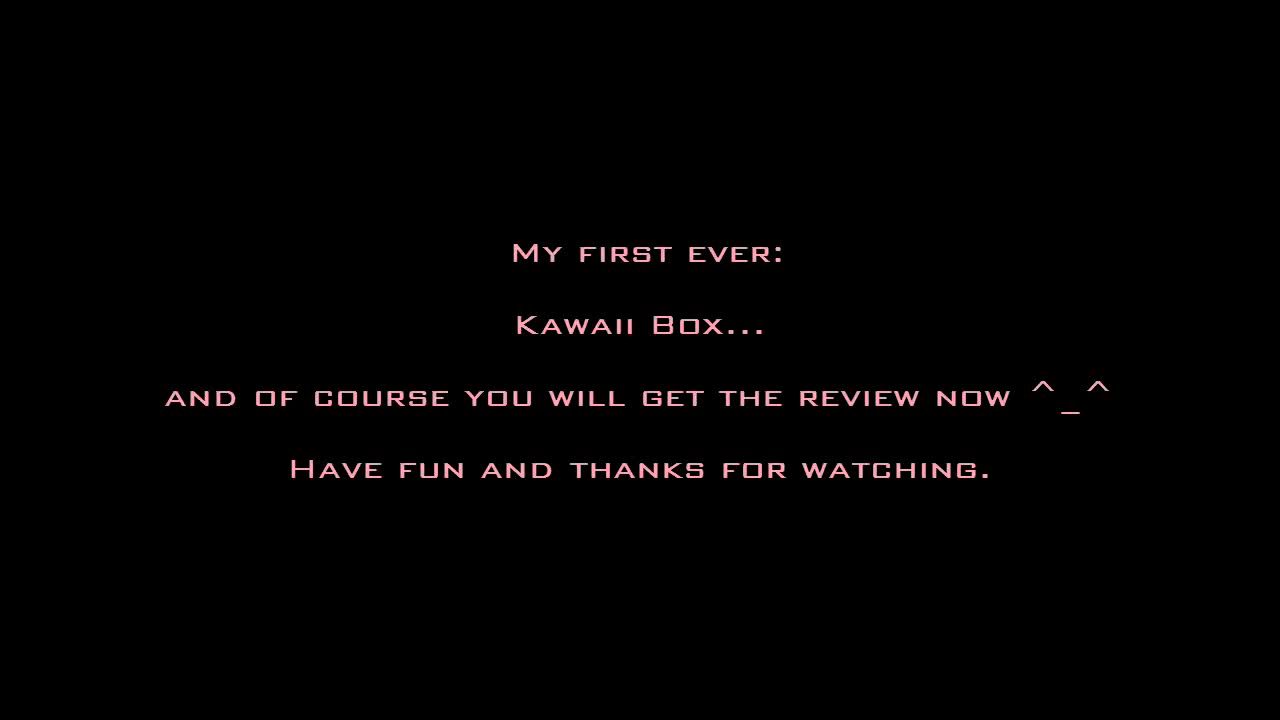 My first ever:
Kawaii Box...
and of course you will get the review now ^_^
Have fun and thanks for watching.